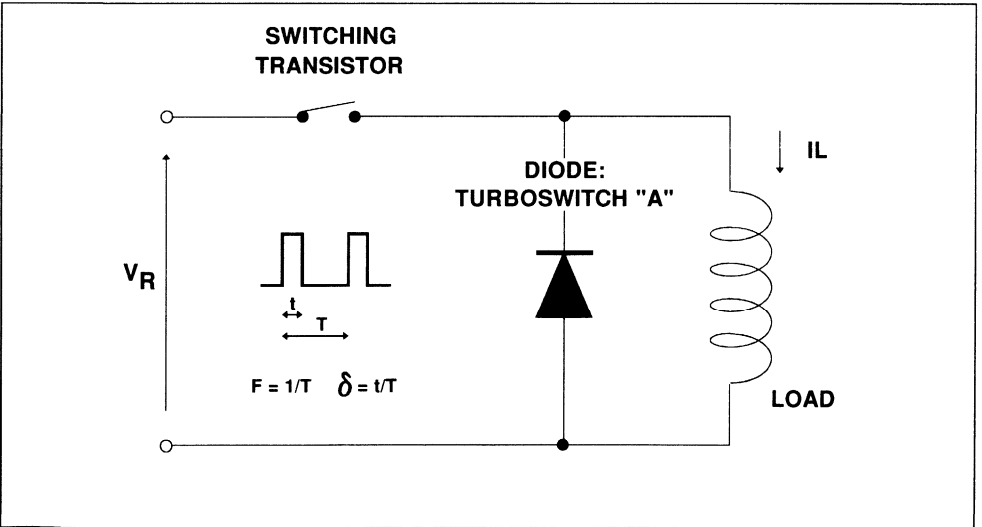 SWITCHING
TRANSISTOR
IL
DIODE:
TURBOSWITCH "A"
VR
t
T
F = 1/T δ = t/T
LOAD